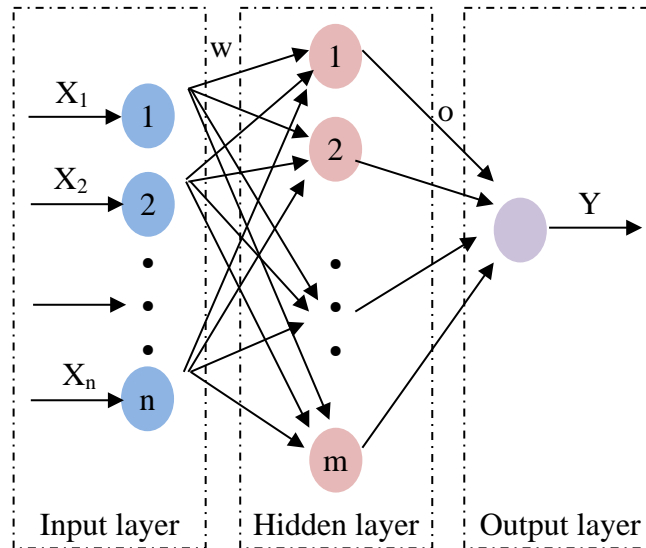 w
X1
1
1
o
X2
2
2
Y
Xn
n
m
Input layer
Hidden layer
Output layer